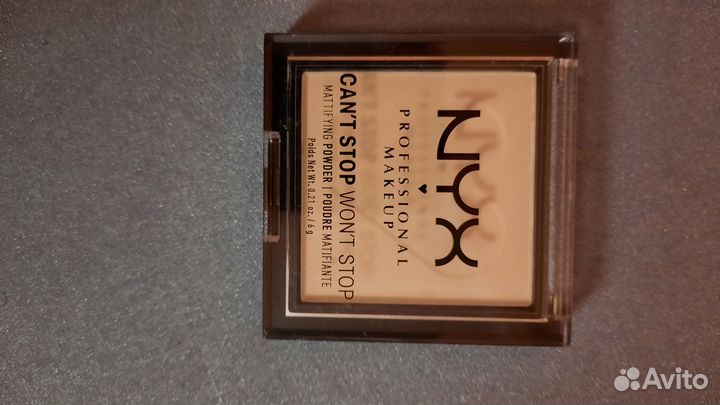 NYX
PROFESSIONAL
MAKEUP
CAN'T STOP WON'T STOP
MATTIFYING POWDER | POUDRE MATIFIANTE
Poids Net Wt. 0.21 oz. / 6 g
Avito